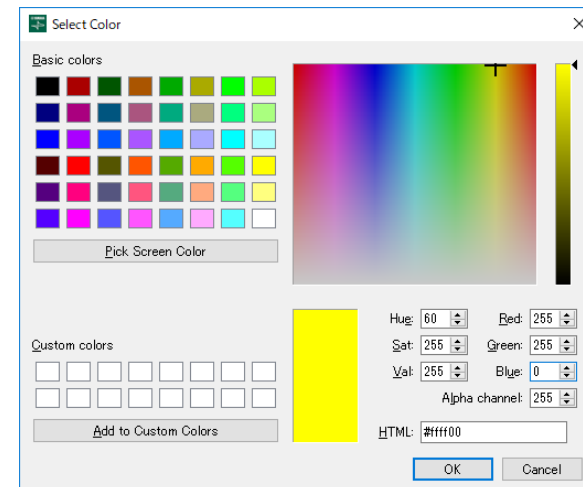 Select Color
Basic colors
Pick Screen Color
Custom colors
Add to Custom Colors
Hue: 60 Red: 255
Sat: 255 Green: 255
Val: 255 Blue: 0
Alpha channel: 255
HTML: #ffff00
OK Cancel